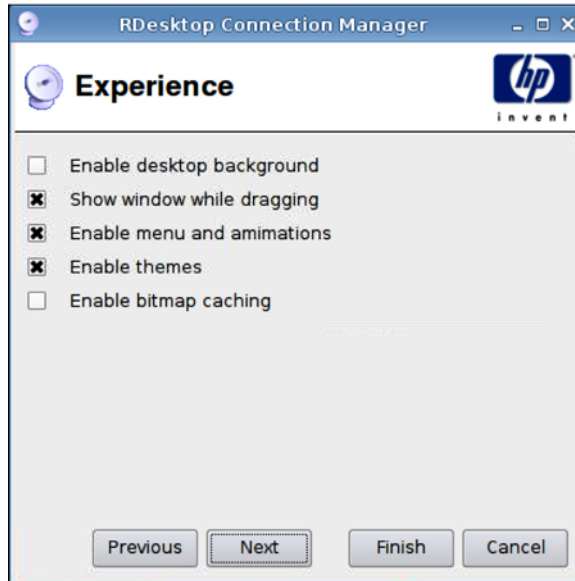 RDesktop Connection Manager
Experience
hp
invent
Enable desktop background
Show window while dragging
Enable menu and amimations
Enable themes
Enable bitmap caching
Previous Next Finish Cancel